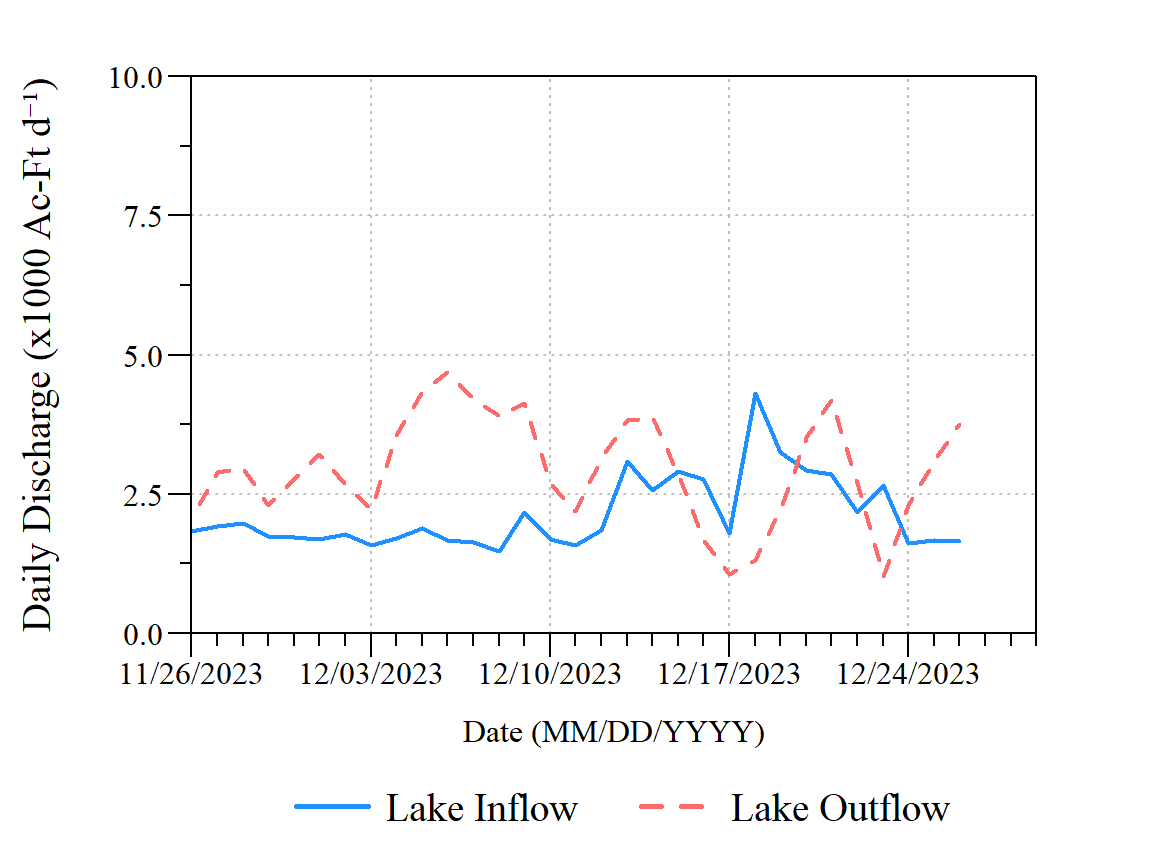 Daily Discharge (x1000 Ac-Ft d⁻¹)
10.0
7.5
5.0
2.5
0.0
11/26/2023 12/03/2023 12/10/2023 12/17/2023 12/24/2023
Date (MM/DD/YYYY)
Lake Inflow Lake Outflow